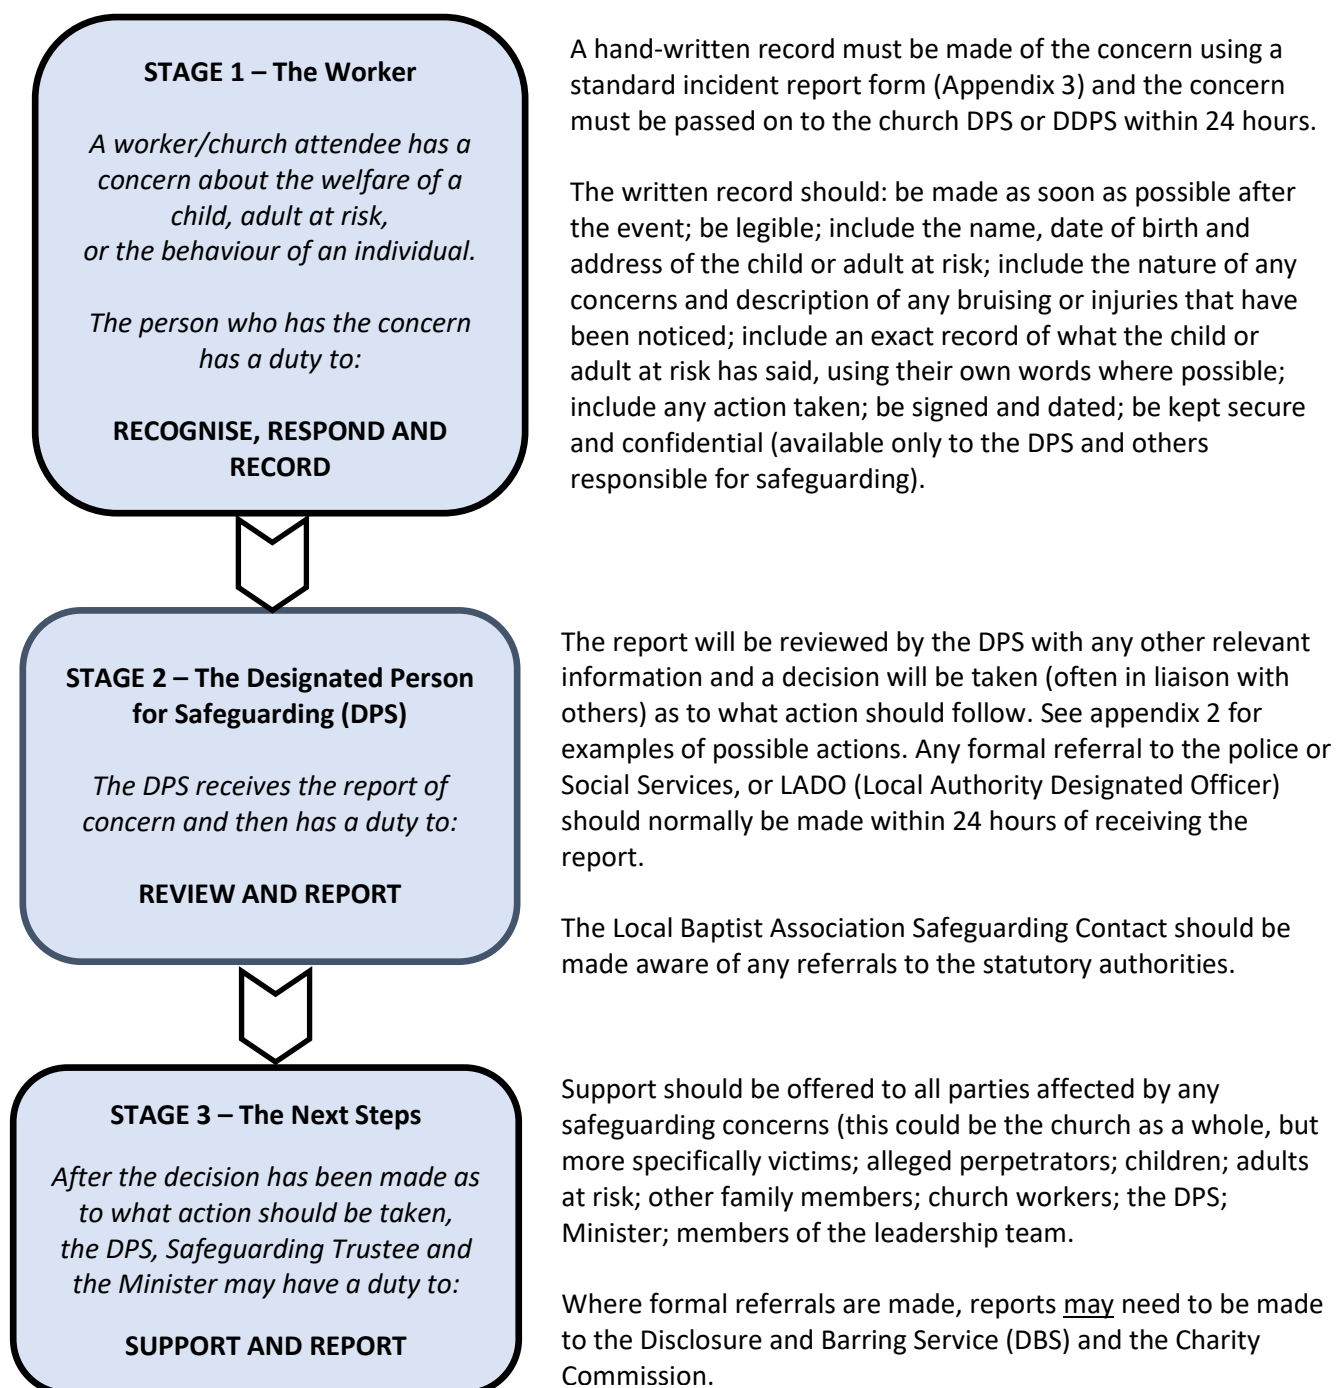 STAGE 1 – The Worker
A worker/church attendee has a
concern about the welfare of a
child, adult at risk,
or the behaviour of an individual.
The person who has the concern
has a duty to:
RECOGNISE, RESPOND AND
RECORD
A hand-written record must be made of the concern using a
standard incident report form (Appendix 3) and the concern
must be passed on to the church DPS or DDPS within 24 hours.
The written record should: be made as soon as possible after
the event; be legible; include the name, date of birth and
address of the child or adult at risk; include the nature of any
concerns and description of any bruising or injuries that have
been noticed; include an exact record of what the child or
adult at risk has said, using their own words where possible;
include any action taken; be signed and dated; be kept secure
and confidential (available only to the DPS and others
responsible for safeguarding).
STAGE 2 – The Designated Person
for Safeguarding (DPS)
The DPS receives the report of
concern and then has a duty to:
REVIEW AND REPORT
The report will be reviewed by the DPS with any other relevant
information and a decision will be taken (often in liaison with
others) as to what action should follow. See appendix 2 for
examples of possible actions. Any formal referral to the police or
Social Services, or LADO (Local Authority Designated Officer)
should normally be made within 24 hours of receiving the
report.
The Local Baptist Association Safeguarding Contact should be
made aware of any referrals to the statutory authorities.
STAGE 3 – The Next Steps
After the decision has been made as
to what action should be taken,
the DPS, Safeguarding Trustee and
the Minister may have a duty to:
SUPPORT AND REPORT
Support should be offered to all parties affected by any
safeguarding concerns (this could be the church as a whole, but
more specifically victims; alleged perpetrators; children; adults
at risk; other family members; church workers; the DPS;
Minister; members of the leadership team.
Where formal referrals are made, reports may need to be made
to the Disclosure and Barring Service (DBS) and the Charity
Commission.